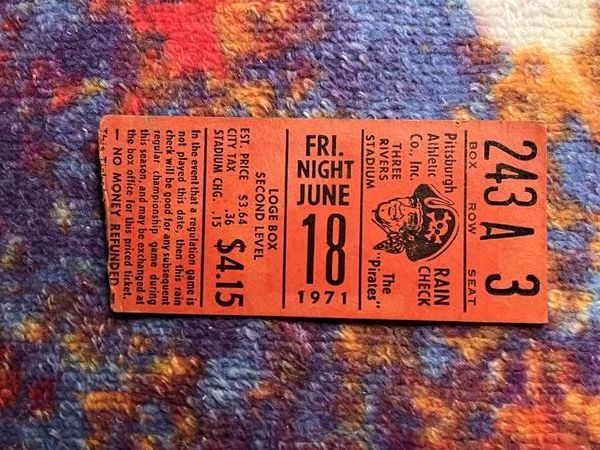 243 A 3
BOX ROW SEAT
Pittsburgh
Athletic
Co., Inc.
THREE
RIVERS
STADIUM
RAIN
CHECK
The
"Pirates"
FRI.
NIGHT
JUNE
18
1971
LOGE BOX
SECOND LEVEL
EST. PRICE $3.64
CITY TAX .36
STADIUM CHG. .15
$4.15
In the event that a regulation game is
not played this date, then this rain
check will be good for any subsequent
regular championship game during
this season, and may be exchanged at
the box office for this priced ticket.
— NO MONEY REFUNDED —